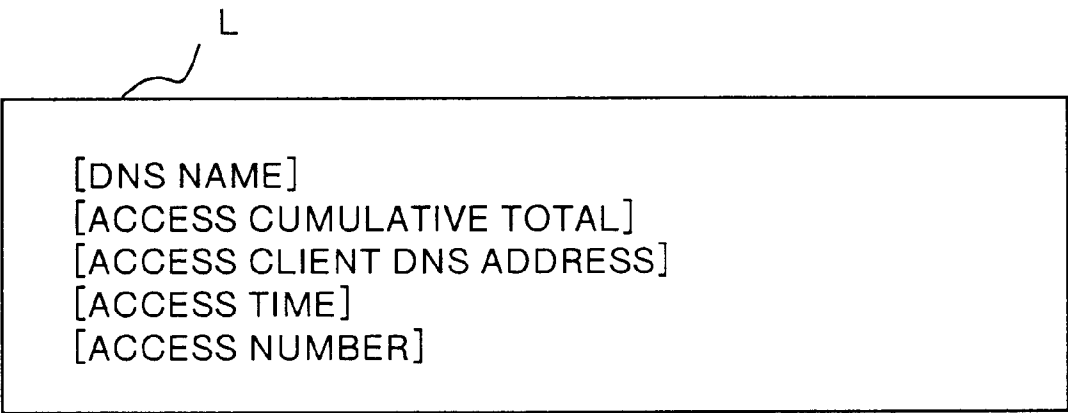 L
[DNS NAME]
[ACCESS CUMULATIVE TOTAL]
[ACCESS CLIENT DNS ADDRESS]
[ACCESS TIME]
[ACCESS NUMBER]